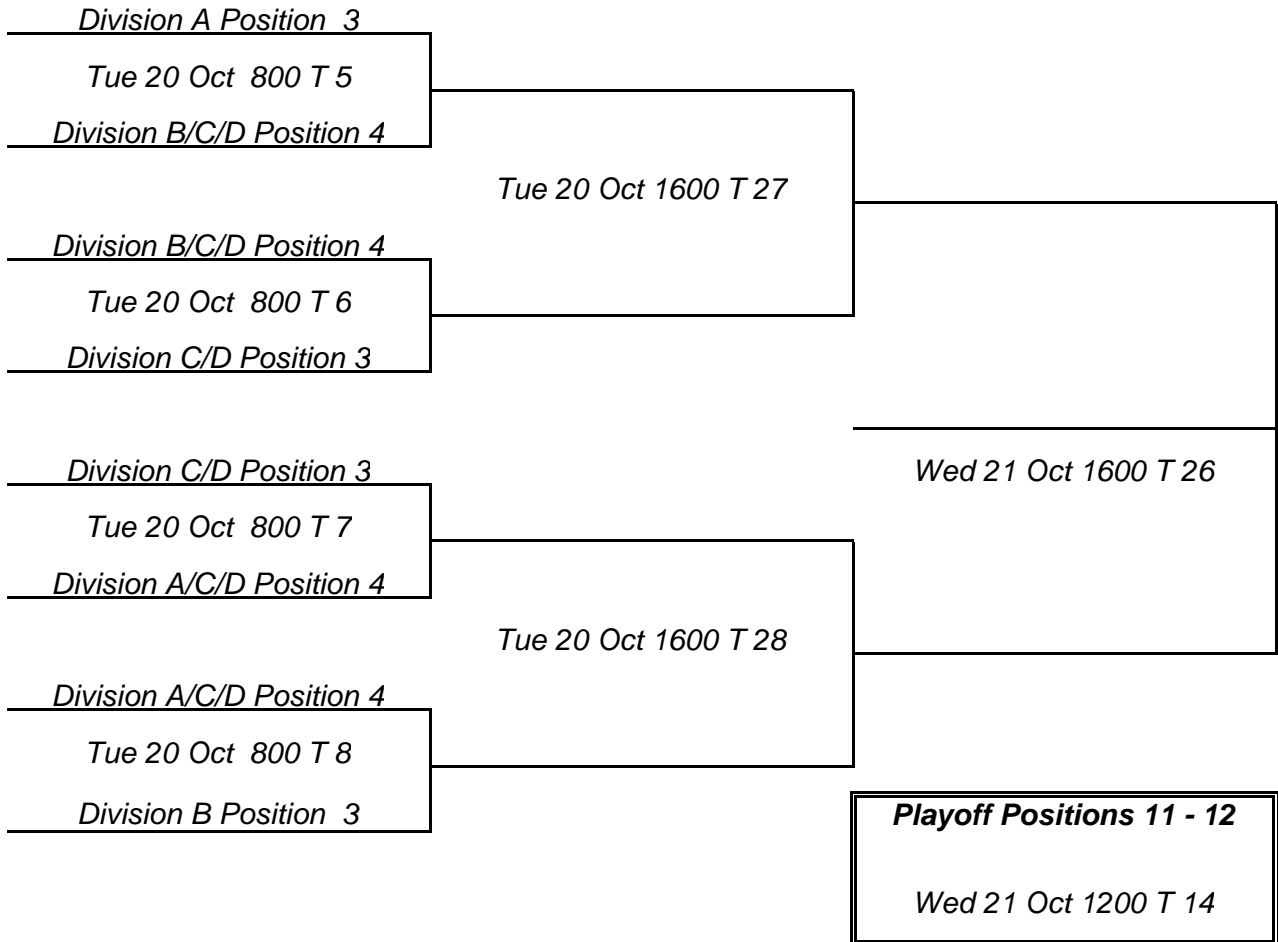 Division A Position 3
Tue 20 Oct 800 T 5
Division B/C/D Position 4
Tue 20 Oct 1600 T 27
Division B/C/D Position 4
Tue 20 Oct 800 T 6
Division C/D Position 3
Division C/D Position 3
Wed 21 Oct 1600 T 26
Tue 20 Oct 800 T 7
Division A/C/D Position 4
Tue 20 Oct 1600 T 28
Division A/C/D Position 4
Tue 20 Oct 800 T 8
Division B Position 3
Playoff Positions 11 - 12
Wed 21 Oct 1200 T 14